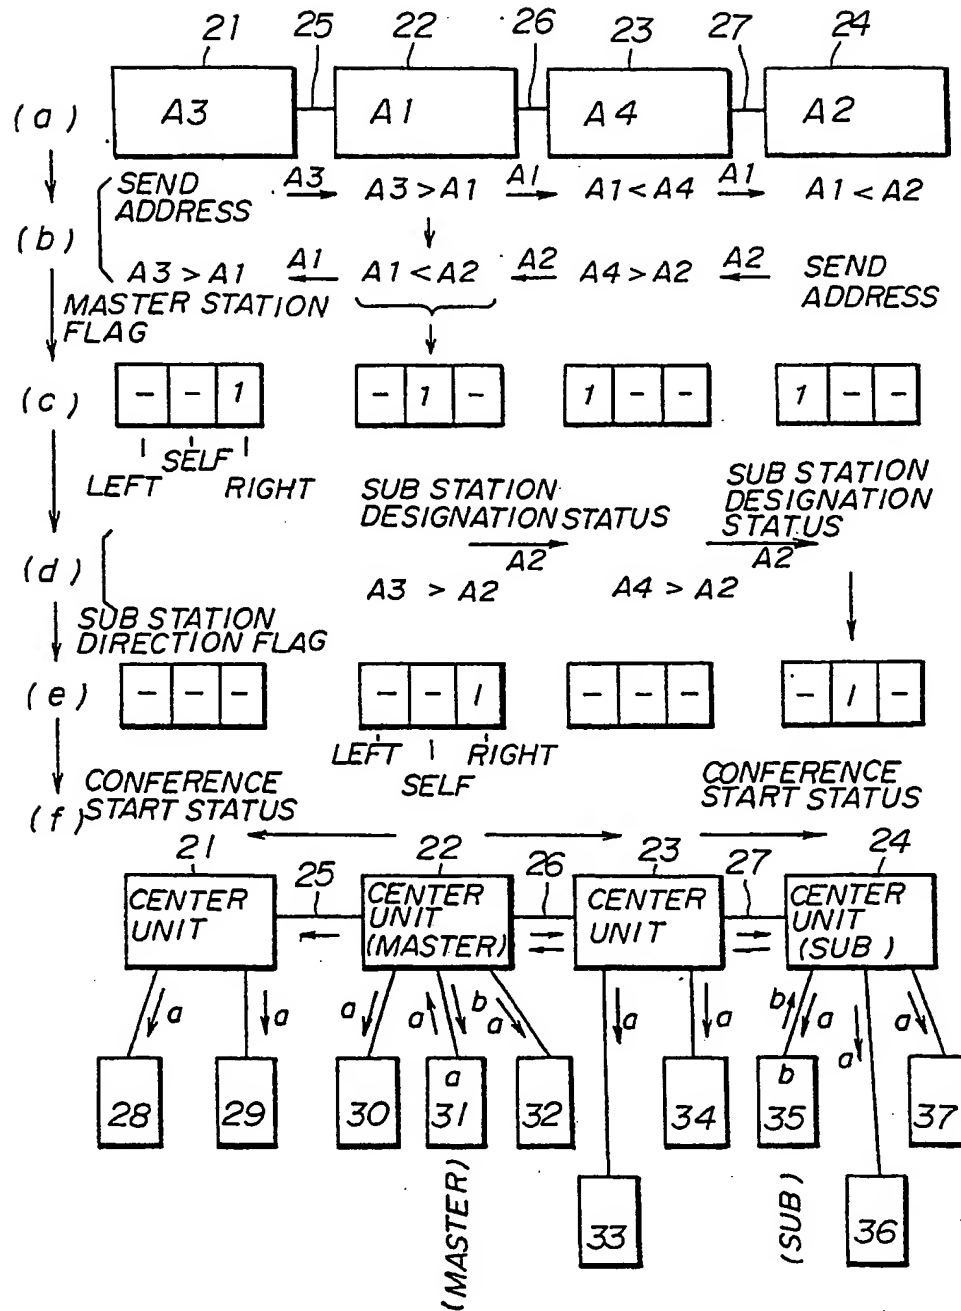 21 25 22 26 23 27 24
(a) A3 A1 A4 A2
SEND ADDRESS A3 A3 > A1 A1 A1 < A4 A1 A1 < A2
(b)
A3 > A1 A1 A1 < A2 A2 A4 > A2 A2 SEND ADDRESS
MASTER STATION
FLAG
(c) - - 1 - 1 - 1 - - 1 - -
LEFT SELF RIGHT
SUB STATION
DESIGNATION STATUS
A2
SUB STATION
DESIGNATION
STATUS
A2
(d) A3 > A2 A4 > A2
SUB STATION
DIRECTION FLAG
(e) - - - - - 1 - - - - 1 -
LEFT SELF RIGHT
(f) CONFERENCE
START STATUS
CONFERENCE
START STATUS
21 25 22 26 23 27 24
CENTER
UNIT
CENTER
UNIT
(MASTER)
CENTER
UNIT
CENTER
UNIT
(SUB)
a a a a b a a a b a a a
28 29 30 a 31 32 34 b 35 37
33 36
(MASTER)
(SUB)